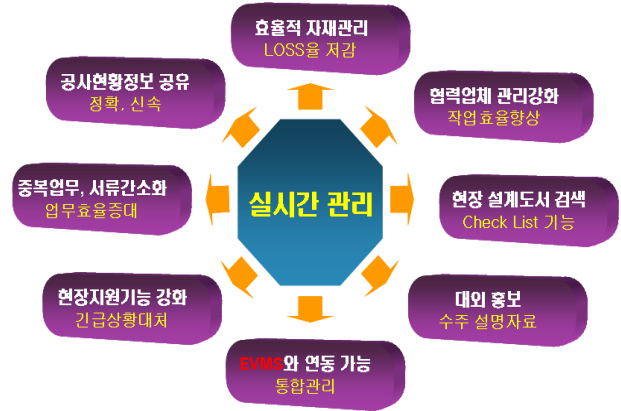 효율적 자재관리
LOSS율 저감
공사현황정보 공유
정확, 신속
협력업체 관리강화
작업효율향상
중복업무, 서류간소화
업무효율증대
실시간 관리
현장 설계도서 검색
Check List 기능
현장지원기능 강화
긴급상황대처
대외 홍보
수주 설명자료
EVMS와 연동 가능
통합관리